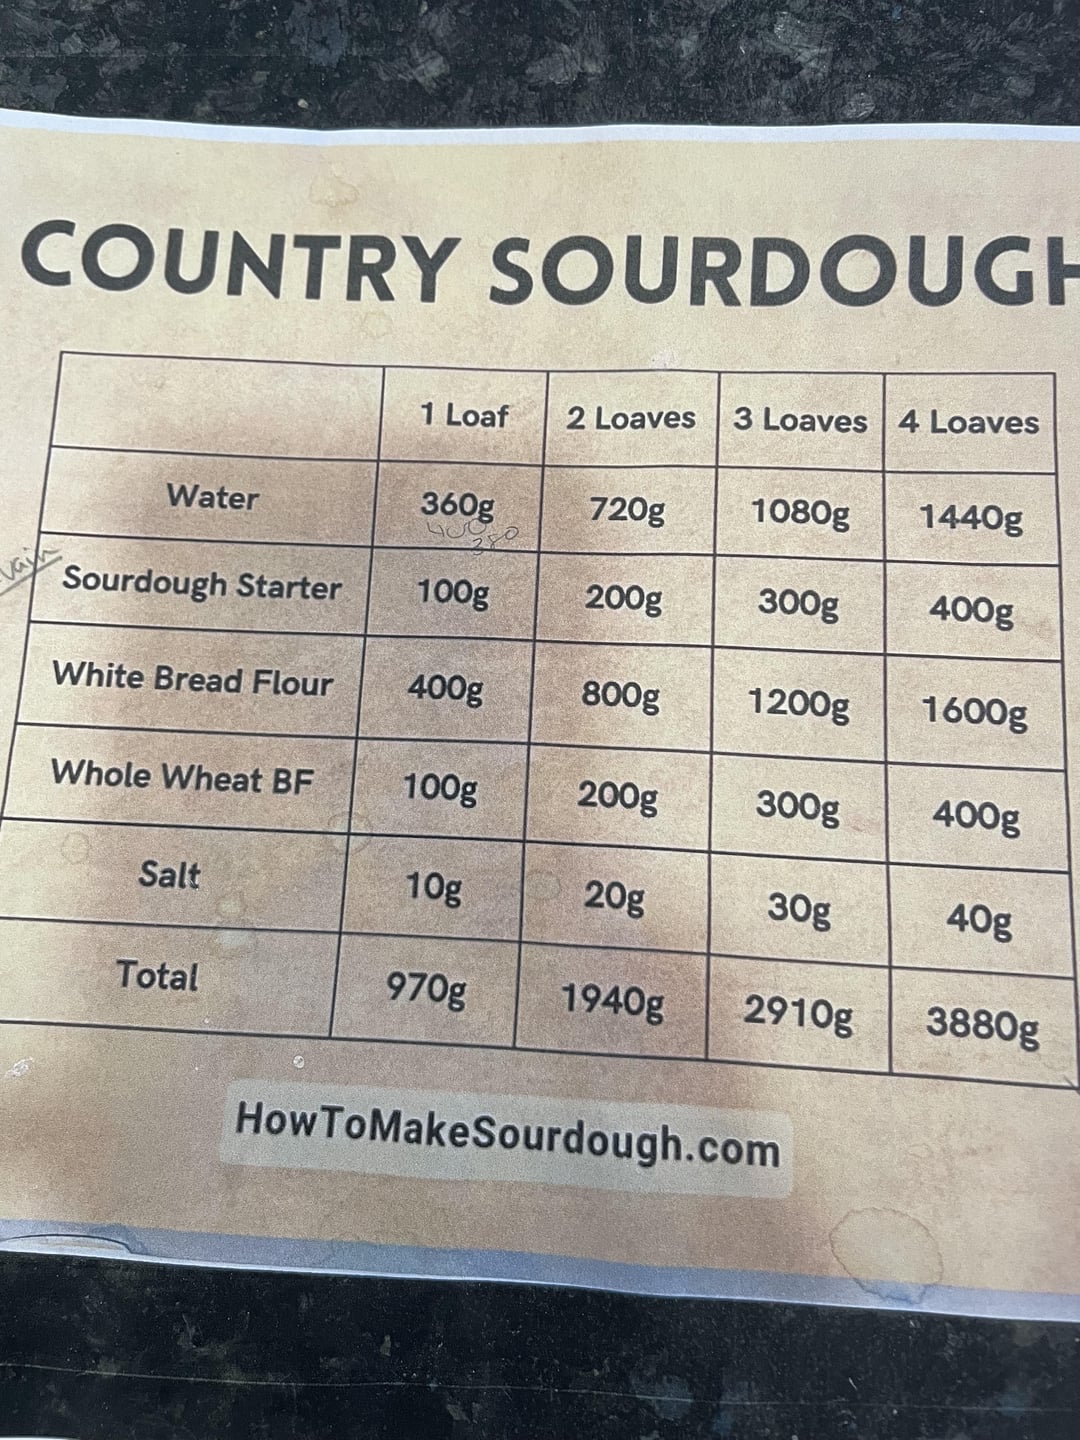 COUNTRY SOURDOUGH
1 Loaf 2 Loaves 3 Loaves 4 Loaves
Water 360g 720g 1080g 1440g
400 380
Sourdough Starter 100g 200g 300g 400g
White Bread Flour 400g 800g 1200g 1600g
Whole Wheat BF 100g 200g 300g 400g
Salt 10g 20g 30g 40g
Total 970g 1940g 2910g 3880g
HowToMakeSourdough.com